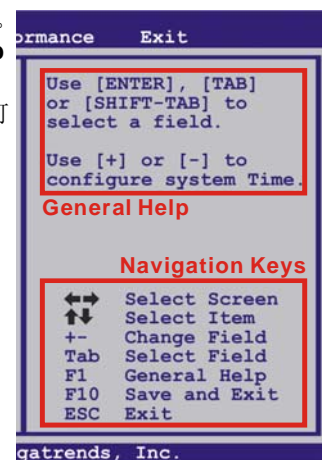 ormance Exit
Use [ENTER], [TAB]
or [SHIFT-TAB] to
select a field.
Use [+] or [-] to
configure system Time.
General Help
Navigation Keys
←→ Select Screen
↑↓ Select Item
+- Change Field
Tab Select Field
F1 General Help
F10 Save and Exit
ESC Exit
gatrends, Inc.